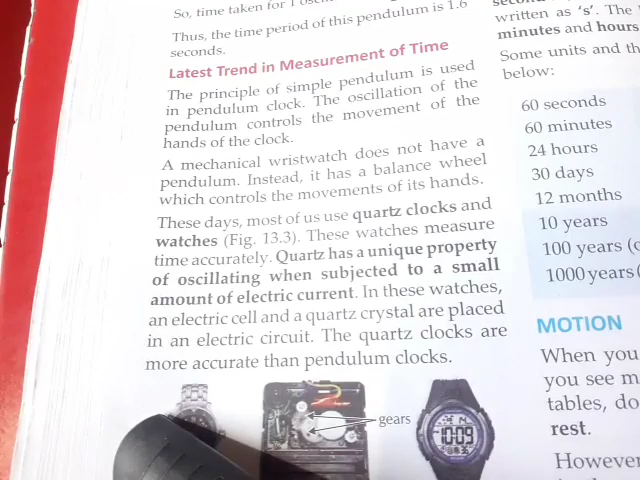 So, time taken for 1
Thus, the time period of this pendulum is 1.6
seconds.
Latest Trend in Measurement of Time
The principle of simple pendulum is used
in pendulum clock. The oscillation of the
pendulum controls the movement of the
hands of the clock.
A mechanical wristwatch does not have a
pendulum. Instead, it has a balance wheel
which controls the movements of its hands.
These days, most of us use quartz clocks and
watches (Fig. 13.3). These watches measure
time accurately. Quartz has a unique property
of oscillating when subjected to a small
amount of electric current. In these watches,
an electric cell and a quartz crystal are placed
in an electric circuit. The quartz clocks are
more accurate than pendulum clocks.
gears
10:09
written as 's'. The
minutes and hours
Some units and
below:
60 seconds
60 minutes
24 hours
30 days
12 months
10 years
100 years
1000 years
MOTION
When you
you see
tables, do
rest.
However